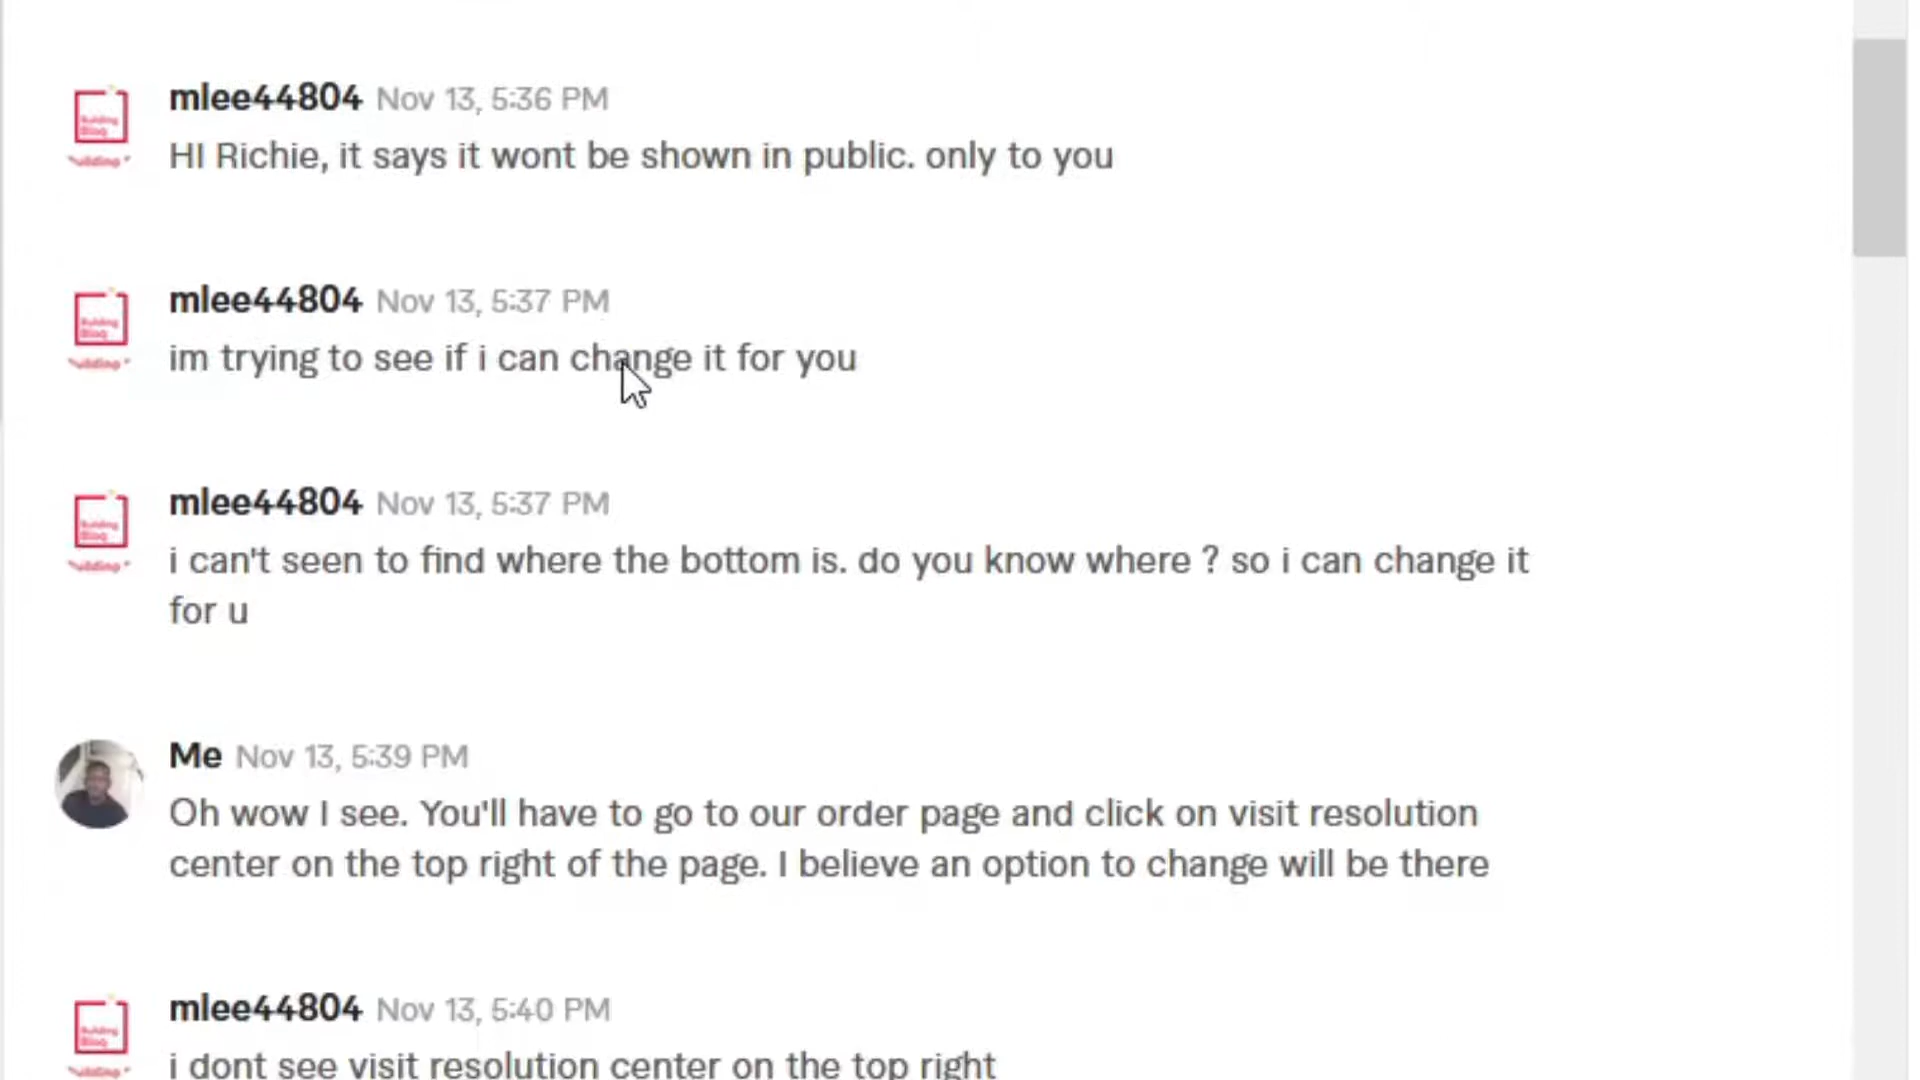 mlee44804 Nov 13, 5:36 PM
HI Richie, it says it wont be shown in public. only to you
mlee44804 Nov 13, 5:37 PM
im trying to see if i can change it for you
mlee44804 Nov 13, 5:37 PM
i can't seen to find where the bottom is. do you know where ? so i can change it
for u
Me Nov 13, 5:39 PM
Oh wow I see. You'll have to go to our order page and click on visit resolution
center on the top right of the page. I believe an option to change will be there
mlee44804 Nov 13, 5:40 PM
i dont see visit resolution center on the top right